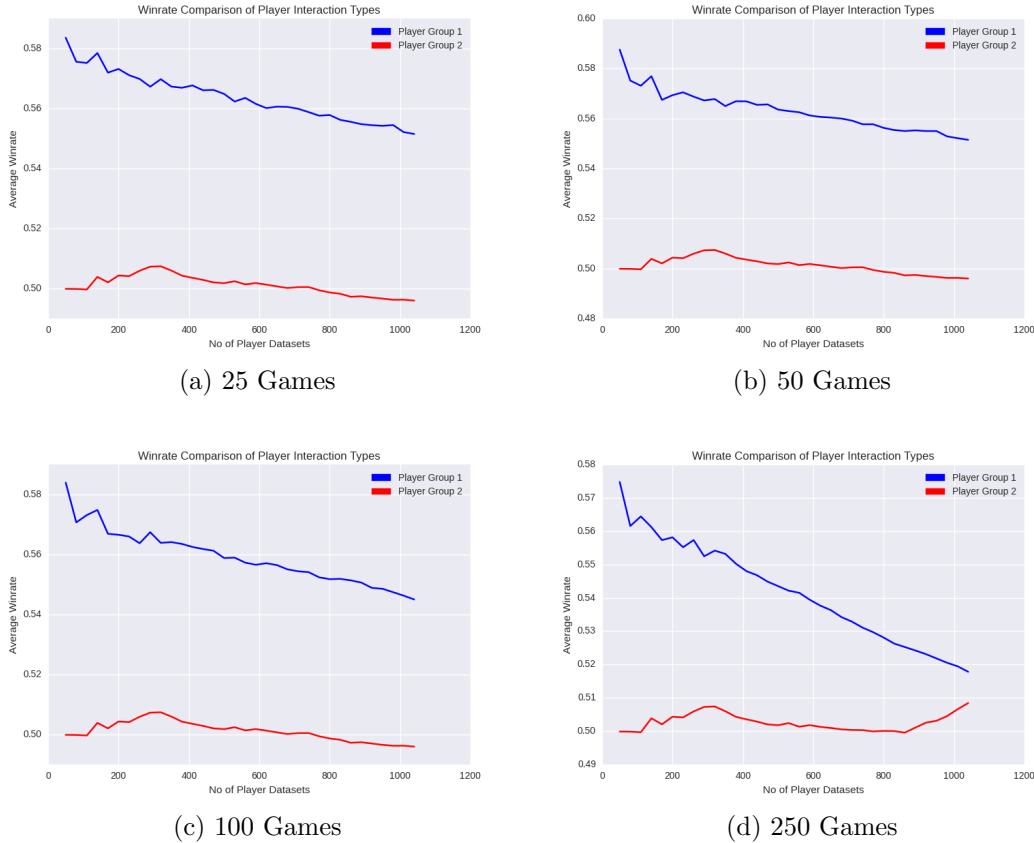 Winrate Comparison of Player Interaction Types
Player Group 1
Player Group 2
0.58
0.56
0.54
0.52
0.50
Average Winrate
0 200 400 600 800 1000 1200
No of Player Datasets
(a) 25 Games
Winrate Comparison of Player Interaction Types
Player Group 1
Player Group 2
0.60
0.58
0.56
0.54
0.52
0.50
0.48
Average Winrate
0 200 400 600 800 1000 1200
No of Player Datasets
(b) 50 Games
Winrate Comparison of Player Interaction Types
Player Group 1
Player Group 2
0.58
0.56
0.54
0.52
0.50
Average Winrate
0 200 400 600 800 1000 1200
No of Player Datasets
(c) 100 Games
Winrate Comparison of Player Interaction Types
Player Group 1
Player Group 2
0.58
0.57
0.56
0.55
0.54
0.53
0.52
0.51
0.50
0.49
Average Winrate
0 200 400 600 800 1000 1200
No of Player Datasets
(d) 250 Games